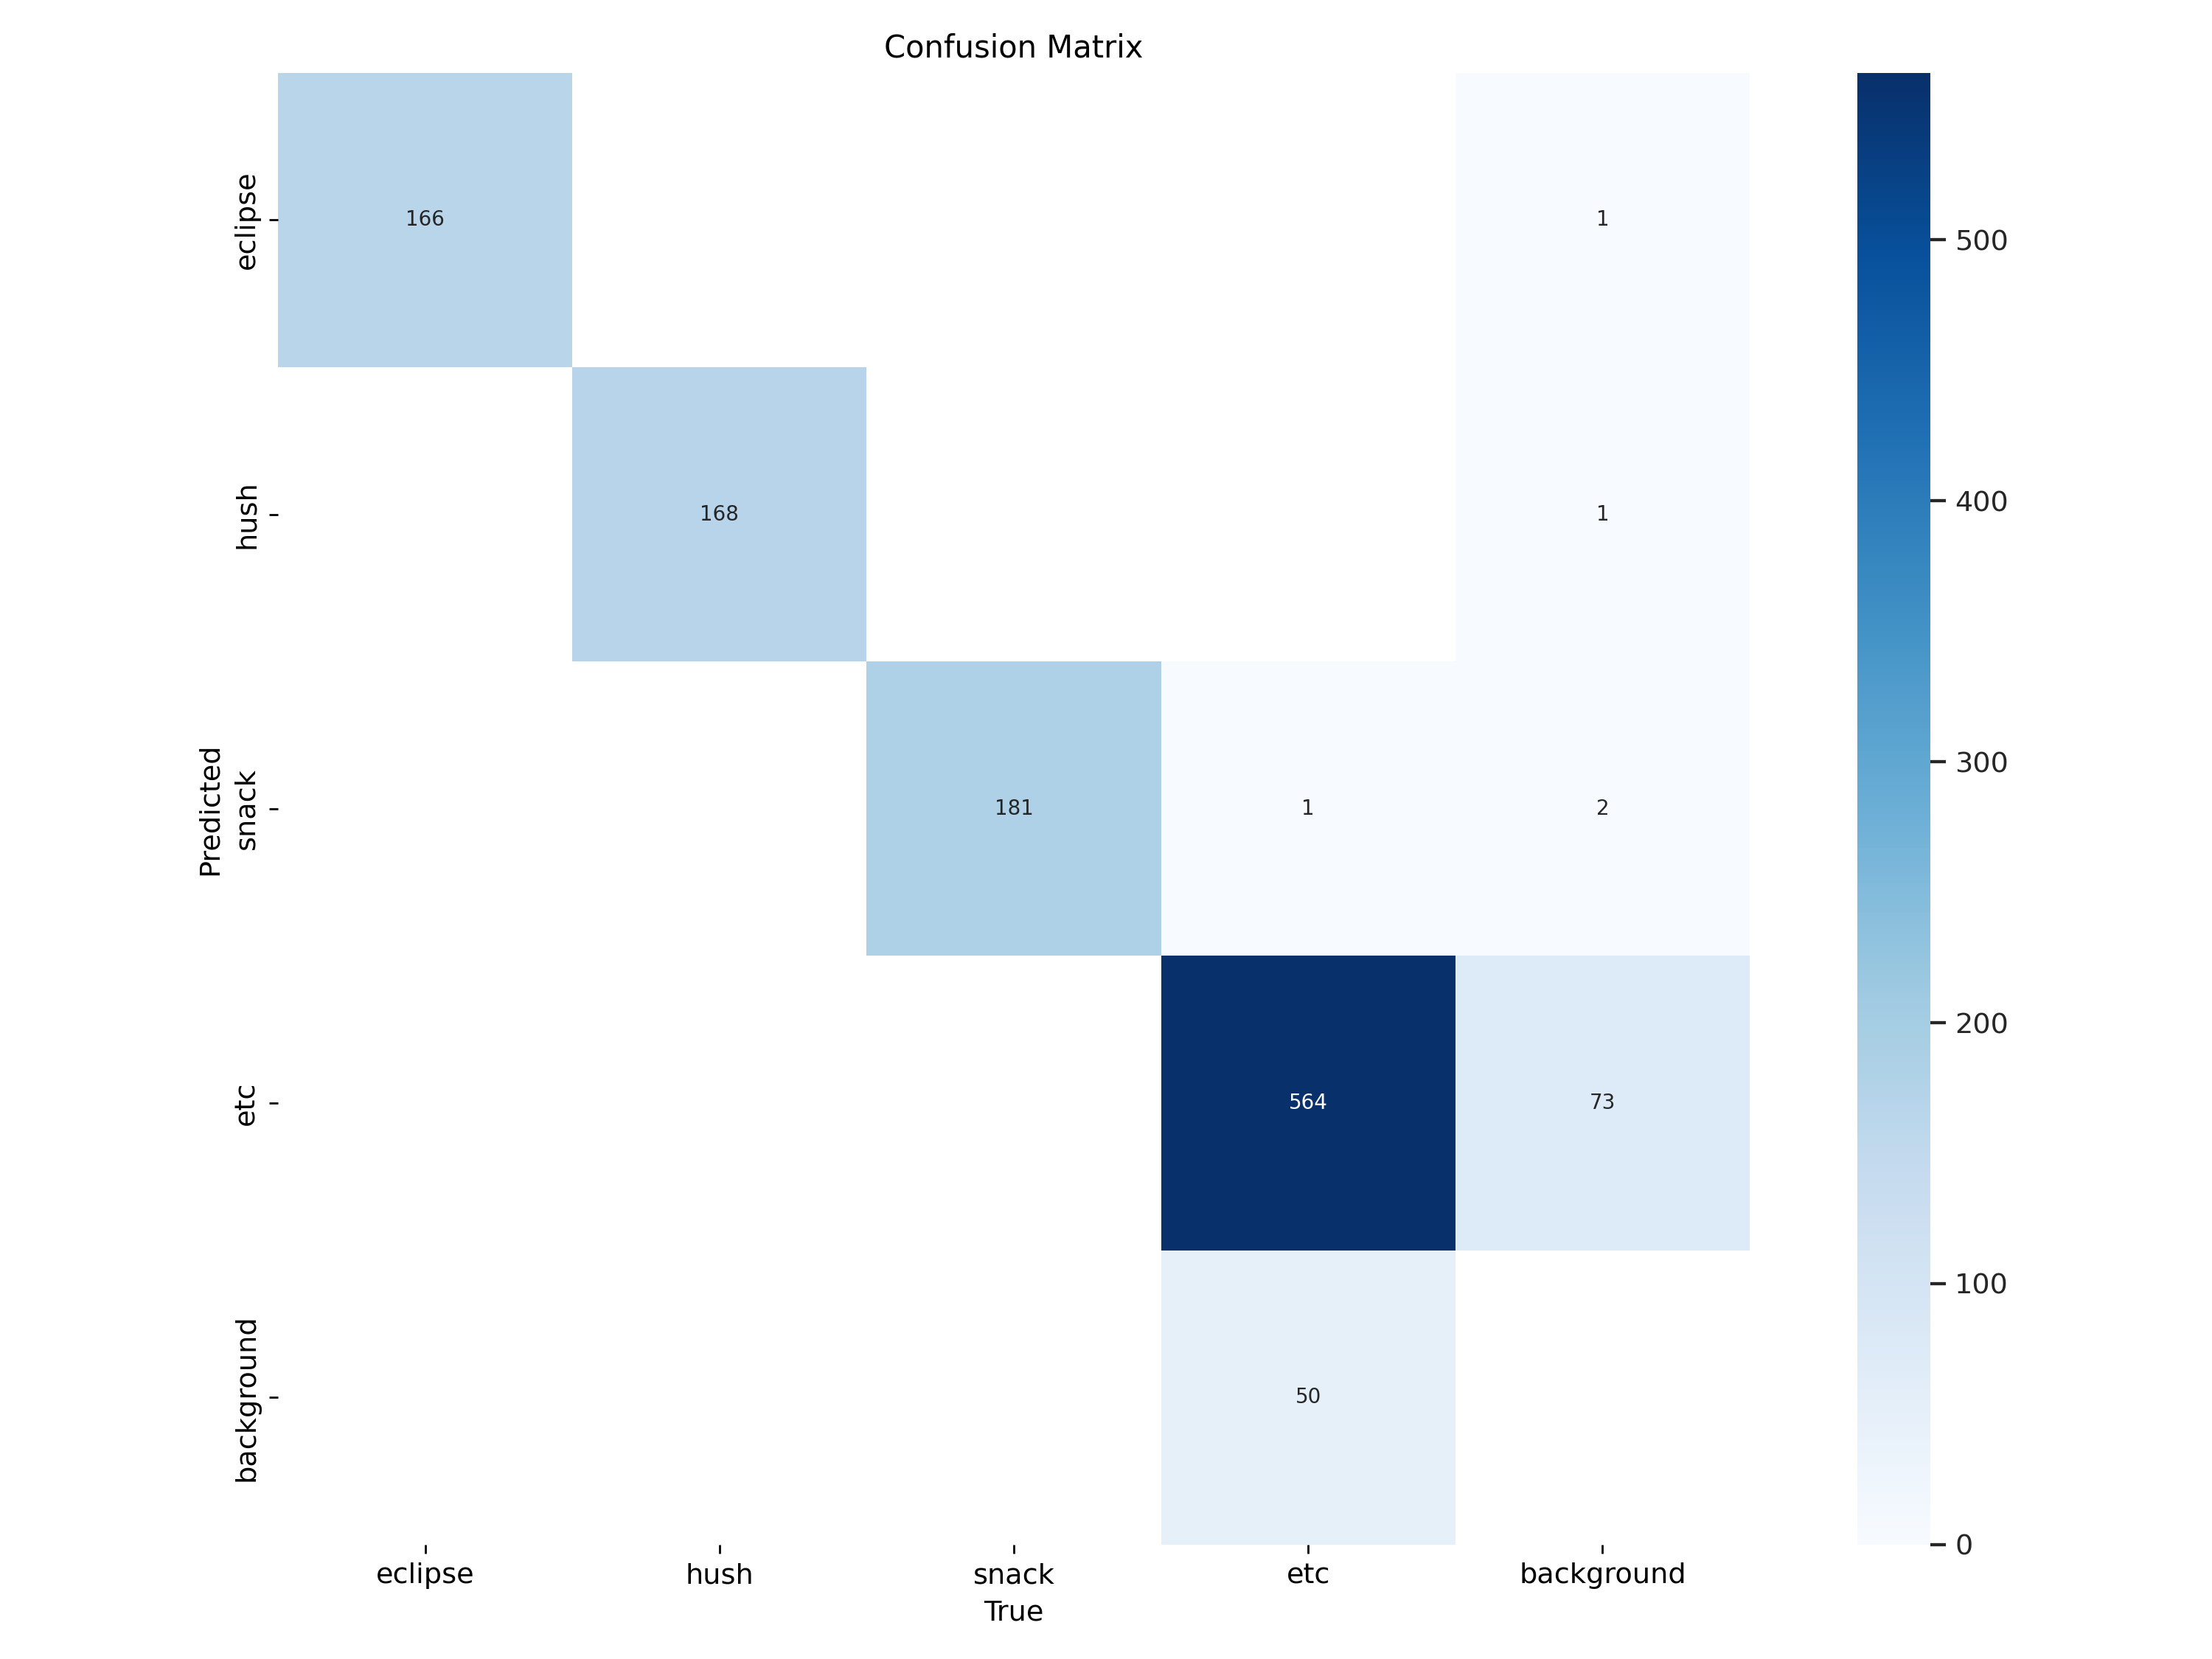 Confusion Matrix
eclipse
166
1
hush
168
1
Predicted
snack
181
1
2
etc
564
73
background
50
eclipse
hush
snack
etc
background
True
500
400
300
200
100
0